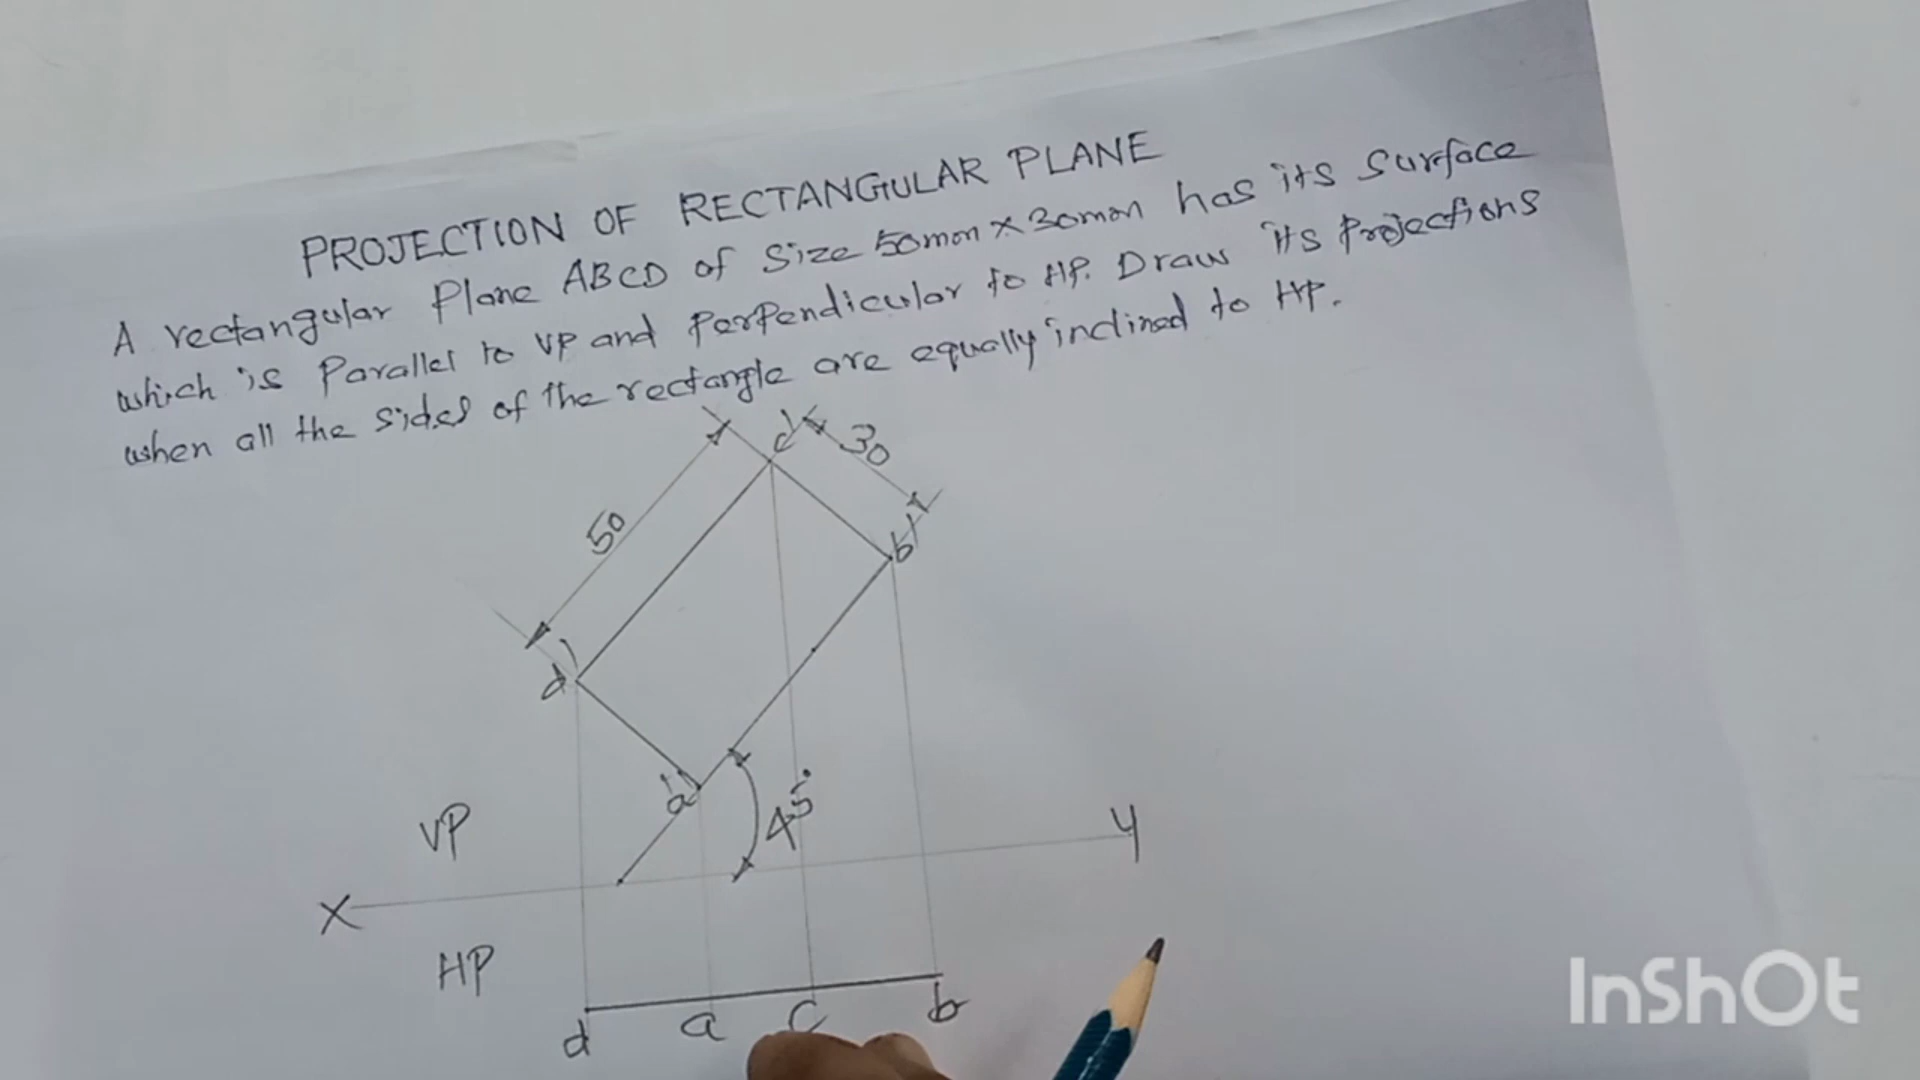 PROJECTION OF RECTANGULAR PLANE
A rectangular Plane ABCD of Size 50mm × 30mm has its Surface
which is Parallel to VP and Perpendicular to HP. Draw its Projections
when all the sides of the rectangle are equally inclined to HP.
c'
30
50
b'
d'
a'
45°
VP
X
Y
HP
d
a
c
b
InShOt